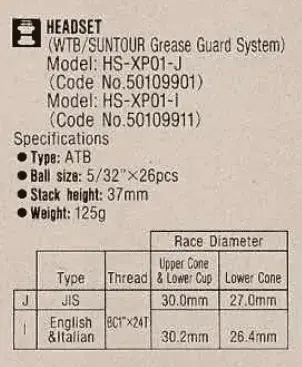 HEADSET
(WTB/SUNTOUR Grease Guard System)
Model: HS-XP01-J
(Code No.50109901)
Model: HS-XP01-I
(Code No.50109911)
Specifications
● Type: ATB
● Ball size: 5/32"×26pcs
● Stack height: 37mm
● Weight: 125g
Race Diameter
Type Thread Upper Cone & Lower Cup Lower Cone
J JIS BC1"×24T 30.0mm 27.0mm
I English &Italian 30.2mm 26.4mm